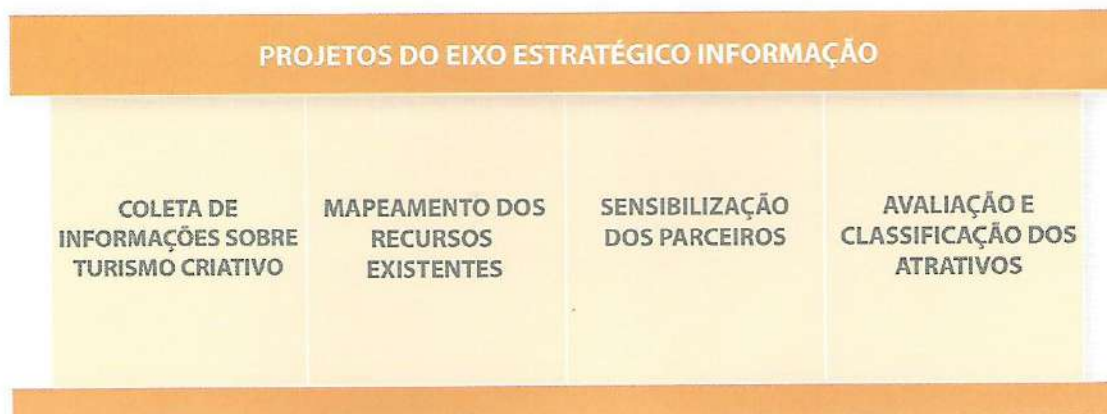 PROJETOS DO EIXO ESTRATÉGICO INFORMAÇÃO
COLETA DE
INFORMAÇÕES SOBRE
TURISMO CRIATIVO
MAPEAMENTO DOS
RECURSOS
EXISTENTES
SENSIBILIZAÇÃO
DOS PARCEIROS
AVALIAÇÃO E
CLASSIFICAÇÃO DOS
ATRATIVOS